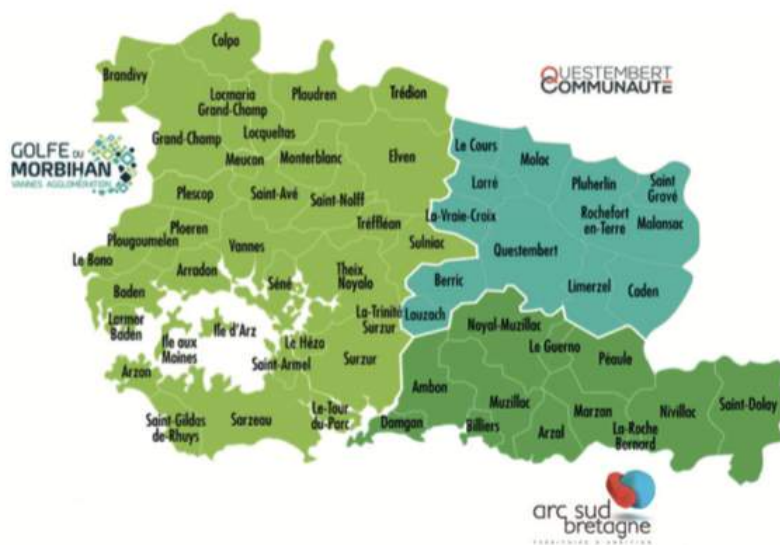 Colpo
Brandivy
QUESTEMBERT
COMMUNAUTÉ
Locmaria
Grand-Champ
Plaudren
Trédion
GOLFE DU
MORBIHAN
VANNES AGGLOMÉRATION
Grand-Champ
Locqueltas
Meucon
Monterblanc
Elven
Le Cours
Molac
Larré
Pluherlin
Saint
Gravé
Plescop
Saint-Avé
Saint-Nolff
La-Vraie-Croix
Rochefort
en-Terre
Malansac
Tréffléan
Ploeren
Plougoumelen
Vannes
Sulniac
Questembert
Le Bono
Arradon
Séné
Theix
Noyalo
Berric
Limerzel
Caden
Baden
Larmor
Baden
Ile aux
Moines
Ile d'Arz
La-Trinité
Surzur
Lauzach
Noyal-Muzillac
Le Hézo
Le Guerno
Péaule
Arzon
Saint-Armel
Surzur
Ambon
Saint-Dolay
Saint-Gildas
de-Rhuys
Sarzeau
Le-Tour
du-Parc
Damgan
Muzillac
Billiers
Arzal
Marzan
La-Roche
Bernard
Nivillac
arc sud
bretagne
TERRITOIRE D'AMBITION